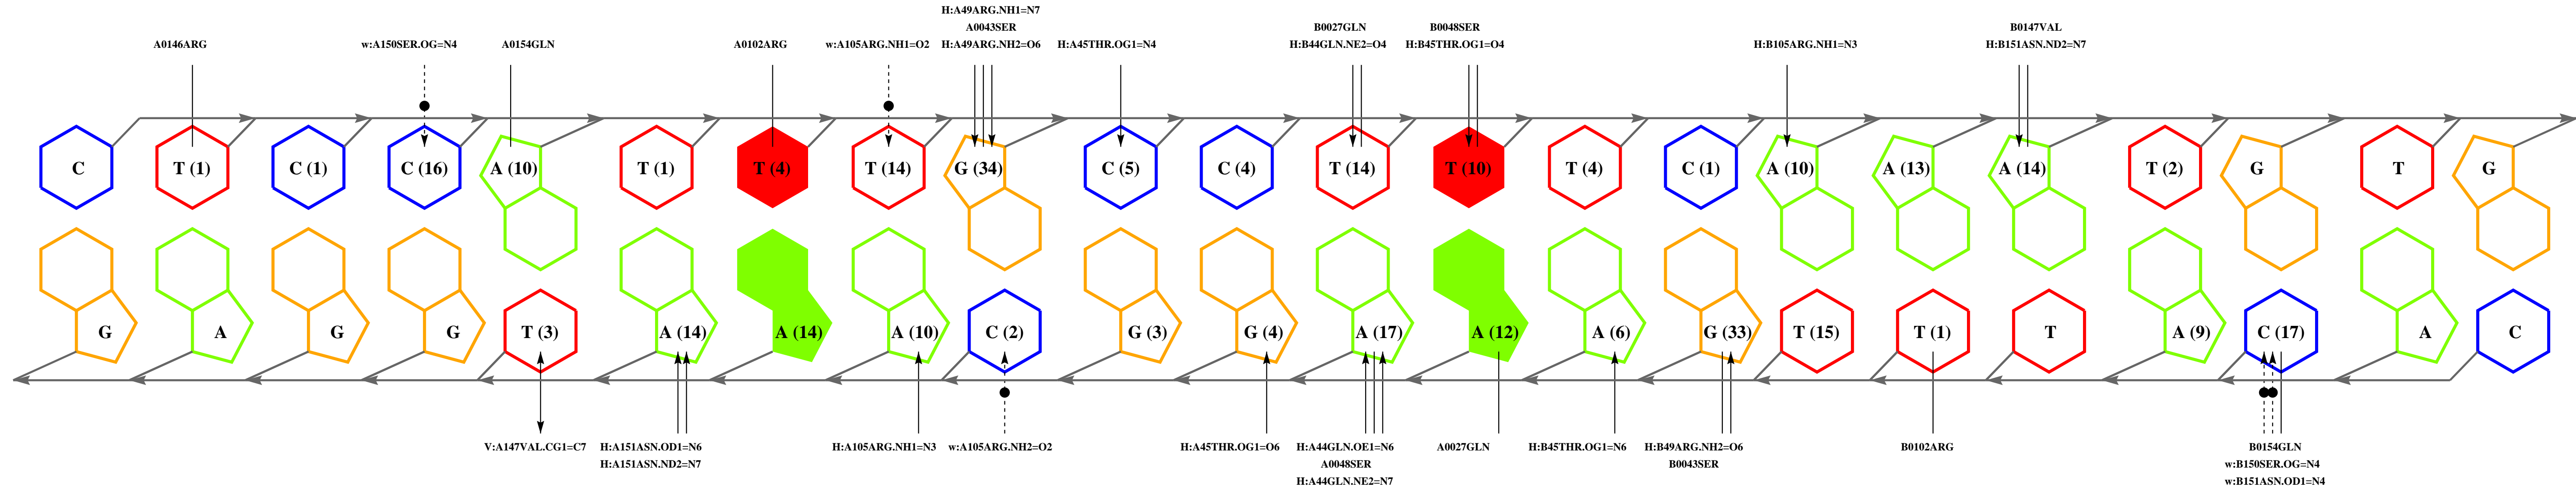 H:A49ARG.NH1=N7
A0043SER
B0027GLN
B0048SER
B0147VAL
A0146ARG
w:A150SER.OG=N4
A0154GLN
A0102ARG
w:A105ARG.NH1=O2
H:A49ARG.NH2=O6
H:A45THR.OG1=N4
H:B44GLN.NE2=O4
H:B45THR.OG1=O4
H:B105ARG.NH1=N3
H:B151ASN.ND2=N7
C
T (1)
C (1)
C (16)
A (10)
T (1)
T (4)
T (14)
G (34)
C (5)
C (4)
T (14)
T (10)
T (4)
C (1)
A (10)
A (13)
A (14)
T (2)
G
T
G
G
A
G
G
T (3)
A (14)
A (14)
A (10)
C (2)
G (3)
G (4)
A (17)
A (12)
A (6)
G (33)
T (15)
T (1)
T
A (9)
C (17)
A
C
V:A147VAL.CG1=C7
H:A151ASN.OD1=N6
H:A105ARG.NH1=N3
w:A105ARG.NH2=O2
H:A45THR.OG1=O6
H:A44GLN.OE1=N6
A0027GLN
H:B45THR.OG1=N6
H:B49ARG.NH2=O6
B0102ARG
B0154GLN
H:A151ASN.ND2=N7
A0048SER
B0043SER
w:B150SER.OG=N4
H:A44GLN.NE2=N7
w:B151ASN.OD1=N4